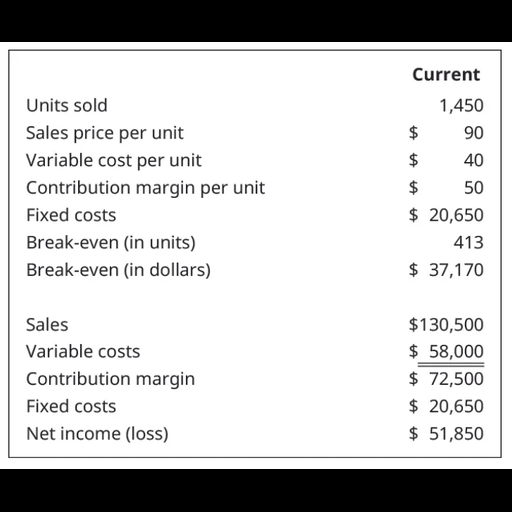 Current
Units sold 1,450
Sales price per unit $ 90
Variable cost per unit $ 40
Contribution margin per unit $ 50
Fixed costs $ 20,650
Break-even (in units) 413
Break-even (in dollars) $ 37,170
Sales $130,500
Variable costs $ 58,000
Contribution margin $ 72,500
Fixed costs $ 20,650
Net income (loss) $ 51,850